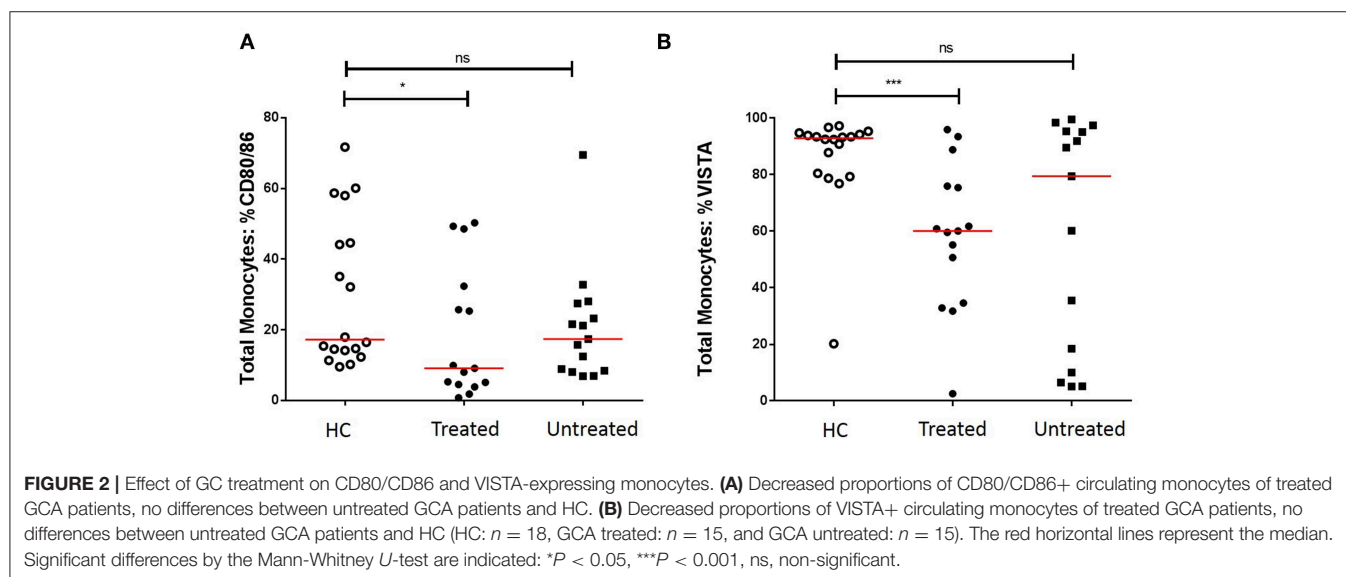 A
ns
*
Total Monocytes: %CD80/86
80
60
40
20
0
HC
Treated
Untreated
B
ns
***
Total Monocytes: %VISTA
100
80
60
40
20
0
HC
Treated
Untreated
FIGURE 2 | Effect of GC treatment on CD80/CD86 and VISTA-expressing monocytes. (A) Decreased proportions of CD80/CD86+ circulating monocytes of treated
GCA patients, no differences between untreated GCA patients and HC. (B) Decreased proportions of VISTA+ circulating monocytes of treated GCA patients, no
differences between untreated GCA patients and HC (HC: n = 18, GCA treated: n = 15, and GCA untreated: n = 15). The red horizontal lines represent the median.
Significant differences by the Mann-Whitney U-test are indicated: *P < 0.05, ***P < 0.001, ns, non-significant.